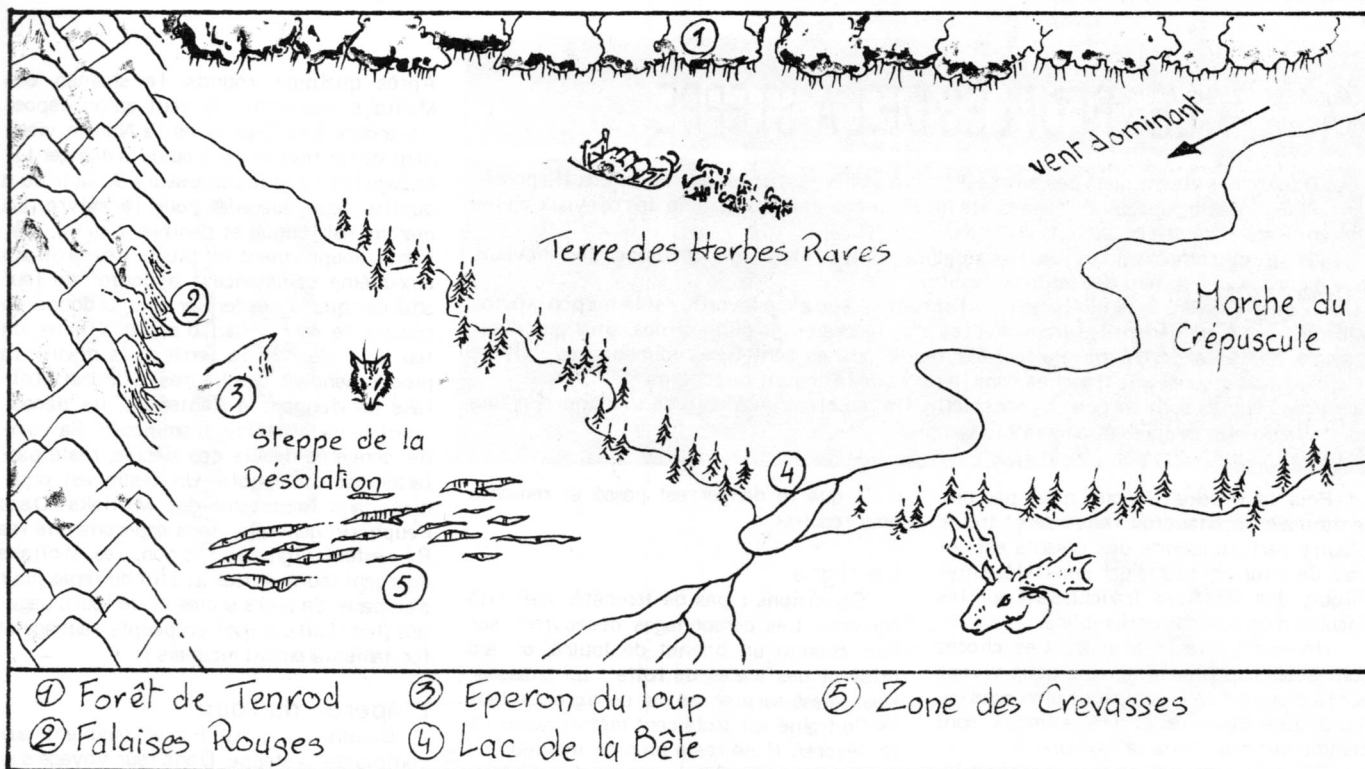 1
vent dominant
Terre des Herbes Rares
2
Marche du
Crépuscule
3
Steppe de la
Désolation
4
5
① Forêt de Tenrod ③ Eperon du loup ⑤ Zone des Crevasses
② Falaises Rouges ④ Lac de la Bête